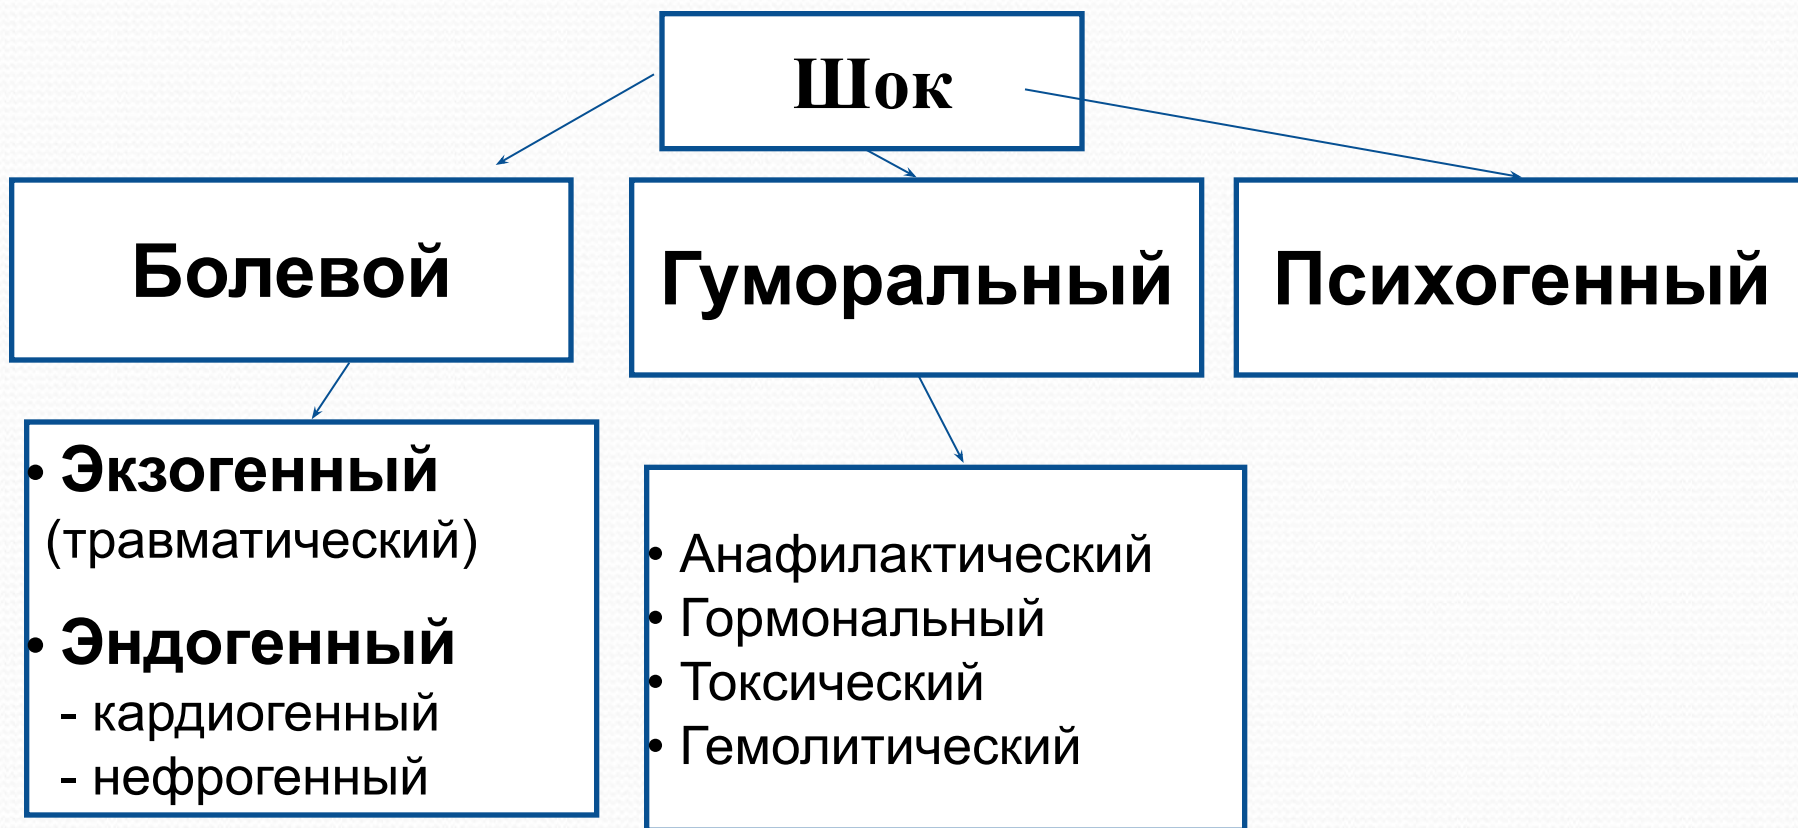 Шок
Болевой
Гуморальный
Психогенный
• Экзогенный
(травматический)
• Эндогенный
- кардиогенный
- нефрогенный
• Анафилактический
• Гормональный
• Токсический
• Гемолитический